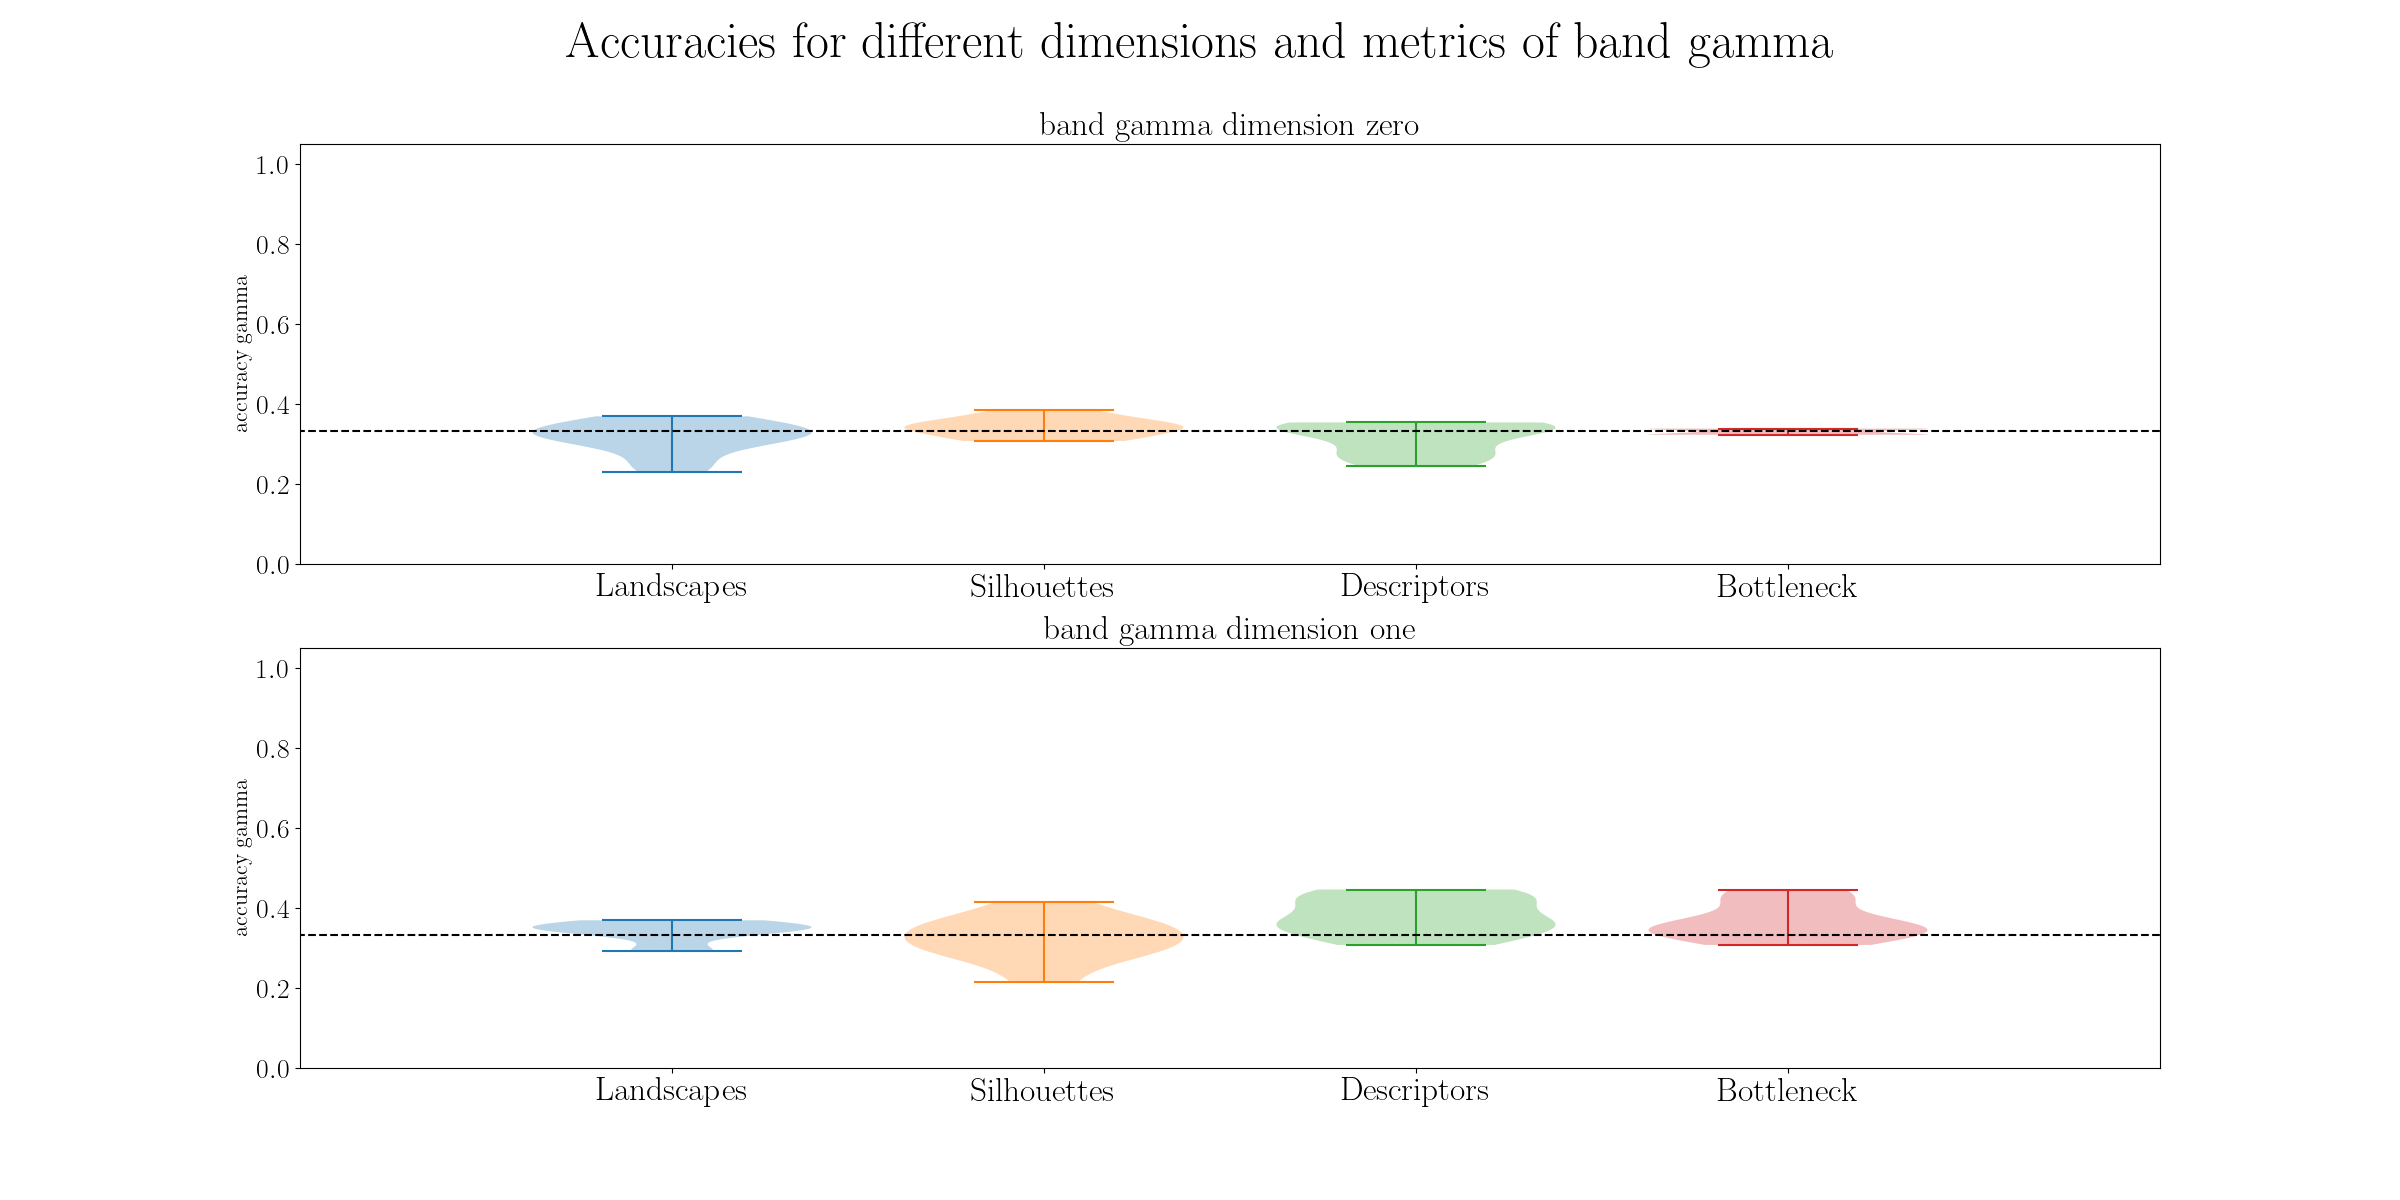 Accuracies for different dimensions and metrics of band gamma
band gamma dimension zero
1.0
0.8
0.6
0.4
0.2
0.0
accuracy gamma
Landscapes Silhouettes Descriptors Bottleneck
band gamma dimension one
1.0
0.8
0.6
0.4
0.2
0.0
accuracy gamma
Landscapes Silhouettes Descriptors Bottleneck